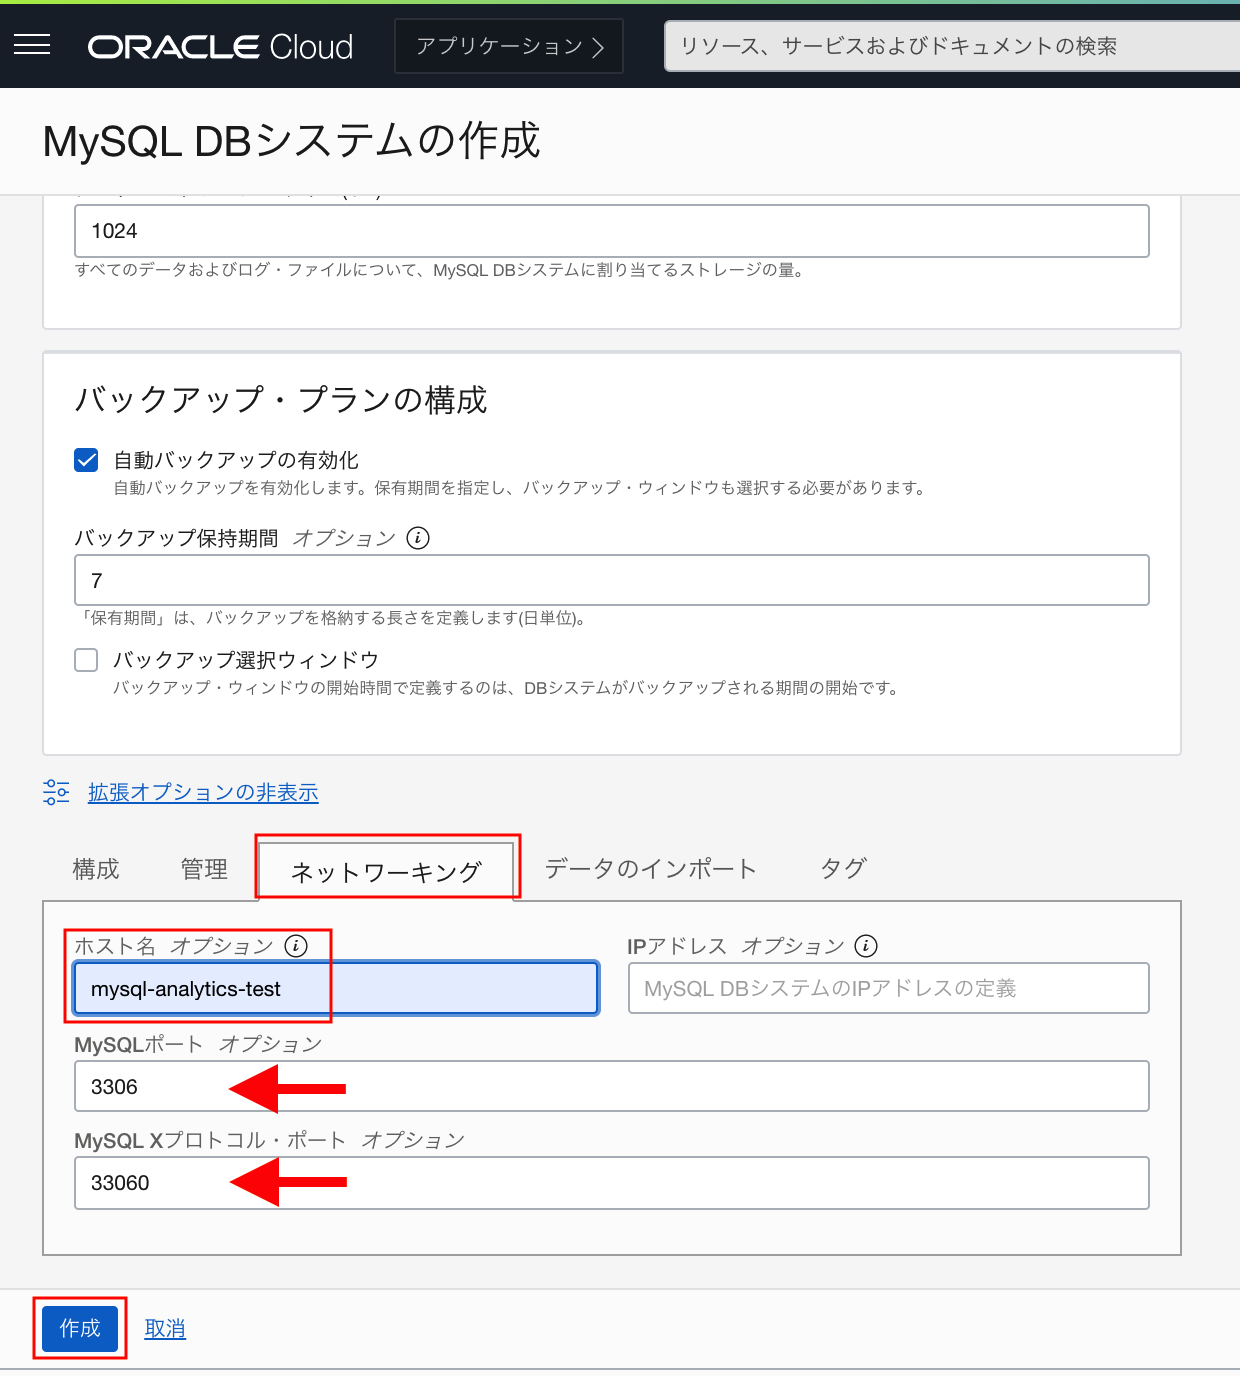 ORACLE Cloud
アプリケーション
リソース、サービスおよびドキュメントの検索
MySQL DBシステムの作成
1024
すべてのデータおよびログ・ファイルについて、MySQL DBシステムに割り当てるストレージの量。
バックアップ・プランの構成
自動バックアップの有効化
自動バックアップを有効化します。保有期間を指定し、バックアップ・ウィンドウも選択する必要があります。
バックアップ保持期間 オプション
7
「保有期間」は、バックアップを格納する長さを定義します(日単位)。
バックアップ選択ウィンドウ
バックアップ・ウィンドウの開始時間で定義するのは、DBシステムがバックアップされる期間の開始です。
拡張オプションの非表示
構成 管理 ネットワーキング データのインポート タグ
ホスト名 オプション IPアドレス オプション
mysql-analytics-test MySQL DBシステムのIPアドレスの定義
MySQLポート オプション
3306
MySQL Xプロトコル・ポート オプション
33060
作成 取消